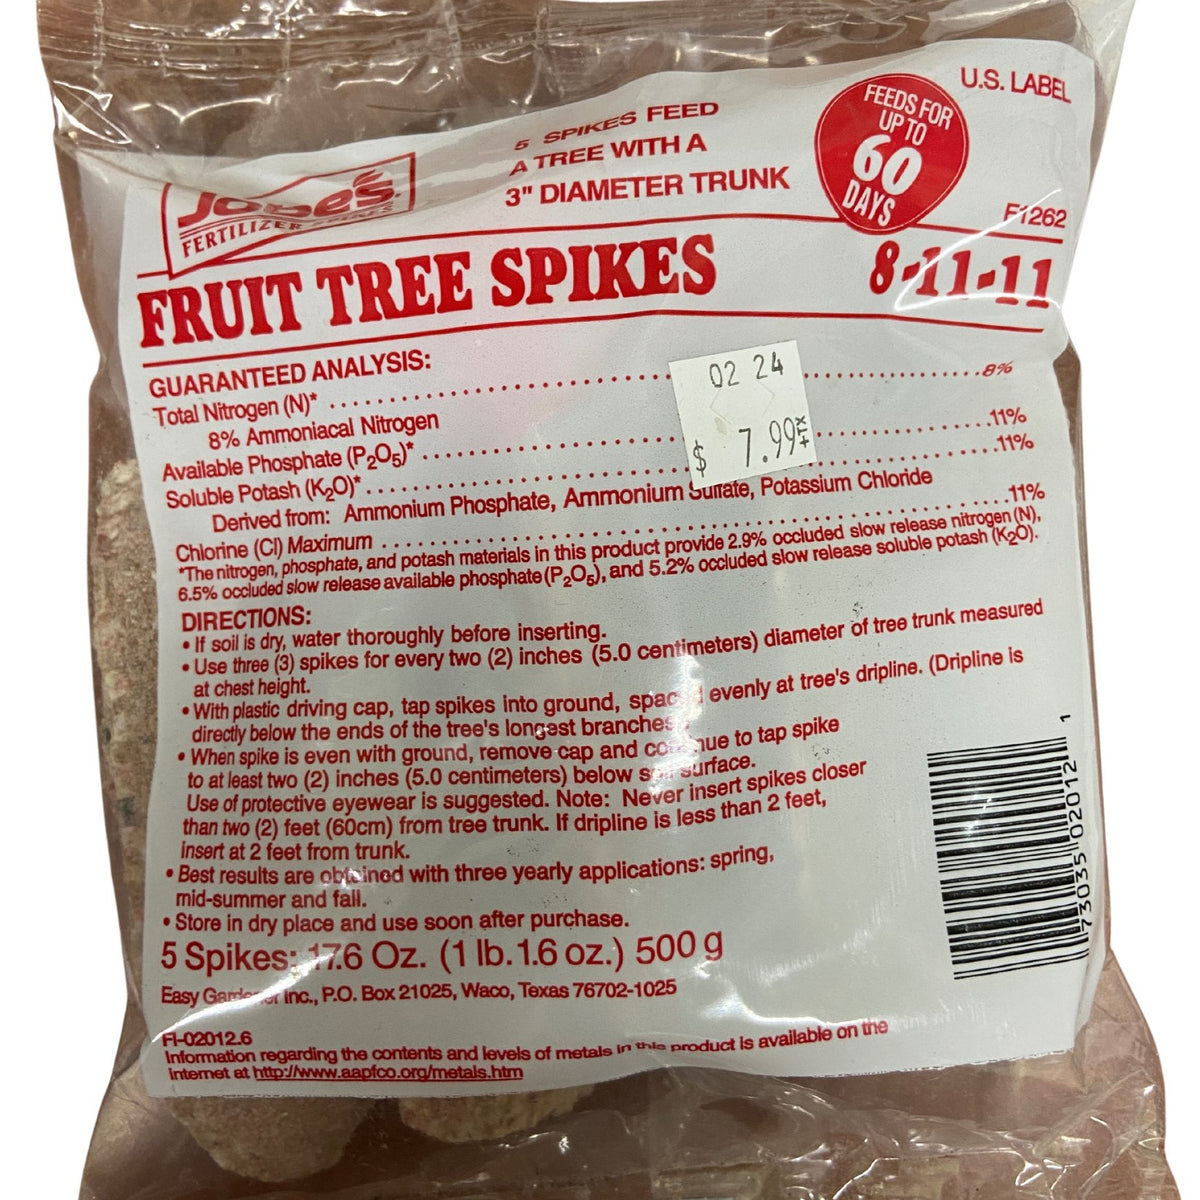 U.S. LABEL
5 SPIKES FEED
A TREE WITH A
3" DIAMETER TRUNK
FEEDS FOR
UP TO
60
DAYS
Jobe's
FERTILIZER SPIKES
F1262
FRUIT TREE SPIKES
8-11-11
GUARANTEED ANALYSIS:
Total Nitrogen (N)* 8%
8% Ammoniacal Nitrogen
Available Phosphate (P₂O₅)* 11%
Soluble Potash (K₂O)* 11%
Derived from: Ammonium Phosphate, Ammonium Sulfate, Potassium Chloride
Chlorine (Cl) Maximum 11%
*The nitrogen, phosphate, and potash materials in this product provide 2.9% occluded slow release nitrogen (N),
6.5% occluded slow release available phosphate (P₂O₅), and 5.2% occluded slow release soluble potash (K₂O).
02 24
$ 7.99 +TX
DIRECTIONS:
• If soil is dry, water thoroughly before inserting.
• Use three (3) spikes for every two (2) inches (5.0 centimeters) diameter of tree trunk measured
at chest height.
• With plastic driving cap, tap spikes into ground, spaced evenly at tree's dripline. (Dripline is
directly below the ends of the tree's longest branches.
• When spike is even with ground, remove cap and continue to tap spike
to at least two (2) inches (5.0 centimeters) below soil surface.
Use of protective eyewear is suggested. Note: Never insert spikes closer
than two (2) feet (60cm) from tree trunk. If dripline is less than 2 feet,
insert at 2 feet from trunk.
• Best results are obtained with three yearly applications: spring,
mid-summer and fall.
• Store in dry place and use soon after purchase.
5 Spikes: 17.6 Oz. (1 lb. 1.6 oz.) 500 g
Easy Gardener Inc., P.O. Box 21025, Waco, Texas 76702-1025
FI-02012.6
Information regarding the contents and levels of metals in this product is available on the
internet at http://www.aapfco.org/metals.htm
7 73035 02012 1